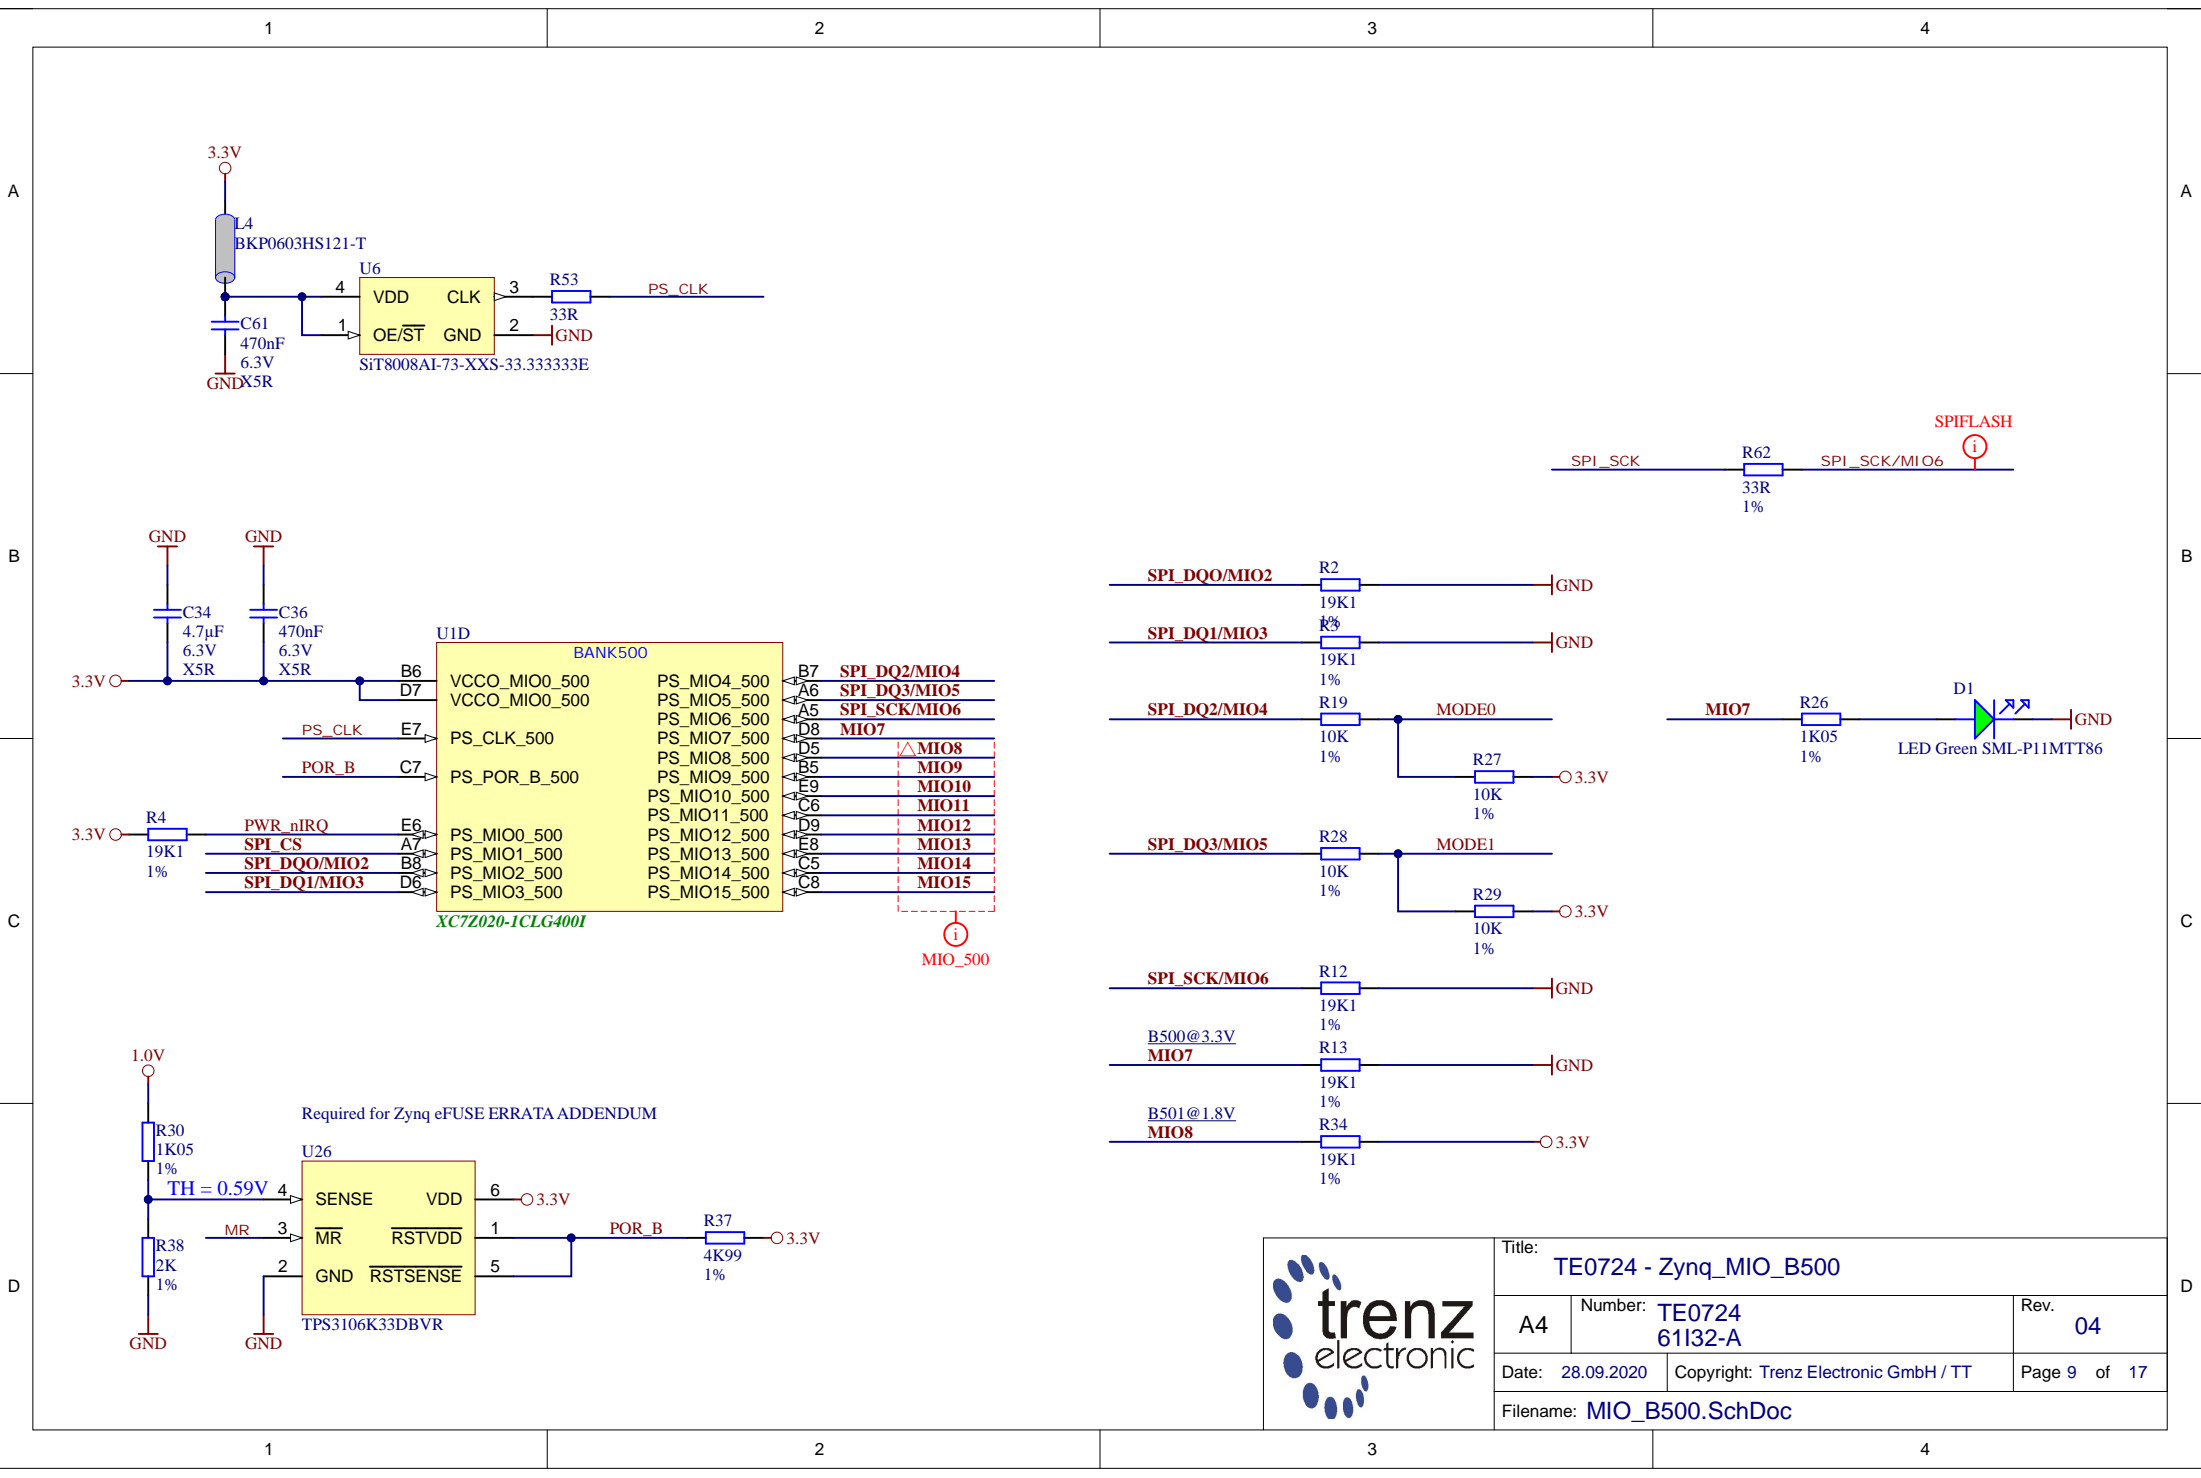 1 2 3 4
A A
3.3V
L4
BKP0603HS121-T
U6
4 VDD CLK 3
R53
33R
PS_CLK
1 OE/ST GND 2 GND
SiT8008AI-73-XXS-33.333333E
C61
470nF
6.3V
X5R
GND
SPIFLASH
i
SPI_SCK R62 SPI_SCK/MIO6
33R
1%
B B
GND GND
C34
4.7µF
6.3V
X5R
C36
470nF
6.3V
X5R
3.3V
U1D
BANK500
B6 VCCO_MIO0_500
D7 VCCO_MIO0_500
PS_CLK E7 PS_CLK_500
POR_B C7 PS_POR_B_500
3.3V R4 PWR_nIRQ E6 PS_MIO0_500
19K1
1%
SPI_CS A7 PS_MIO1_500
SPI_DQO/MIO2 B8 PS_MIO2_500
SPI_DQ1/MIO3 D6 PS_MIO3_500
PS_MIO4_500 B7 SPI_DQ2/MIO4
PS_MIO5_500 A6 SPI_DQ3/MIO5
PS_MIO6_500 A5 SPI_SCK/MIO6
PS_MIO7_500 D8 MIO7
PS_MIO8_500 D5 MIO8
PS_MIO9_500 B5 MIO9
PS_MIO10_500 E9 MIO10
PS_MIO11_500 C6 MIO11
PS_MIO12_500 D9 MIO12
PS_MIO13_500 E8 MIO13
PS_MIO14_500 C5 MIO14
PS_MIO15_500 C8 MIO15
XC7Z020-1CLG400I
i
MIO_500
SPI_DQO/MIO2 R2 GND
19K1
1%
SPI_DQ1/MIO3 R3 GND
19K1
1%
SPI_DQ2/MIO4 R19 MODE0
10K
1%
R27 3.3V
10K
1%
SPI_DQ3/MIO5 R28 MODE1
10K
1%
R29 3.3V
10K
1%
SPI_SCK/MIO6 R12 GND
19K1
1%
B500@3.3V
MIO7 R13 GND
19K1
1%
B501@1.8V
MIO8 R34 3.3V
19K1
1%
MIO7 R26 D1 GND
1K05
1%
LED Green SML-P11MTT86
C C
1.0V
R30
1K05
1%
Required for Zynq eFUSE ERRATA ADDENDUM
U26
TH = 0.59V 4 SENSE VDD 6 3.3V
MR 3 MR RSTVDD 1 POR_B R37 3.3V
4K99
1%
2 GND RSTSENSE 5
R38
2K
1%
GND GND
TPS3106K33DBVR
D D
trenz
electronic
Title:
TE0724 - Zynq_MIO_B500
A4 Number: TE0724
61I32-A
Rev.
04
Date: 28.09.2020 Copyright: Trenz Electronic GmbH / TT Page 9 of 17
Filename: MIO_B500.SchDoc
1 2 3 4